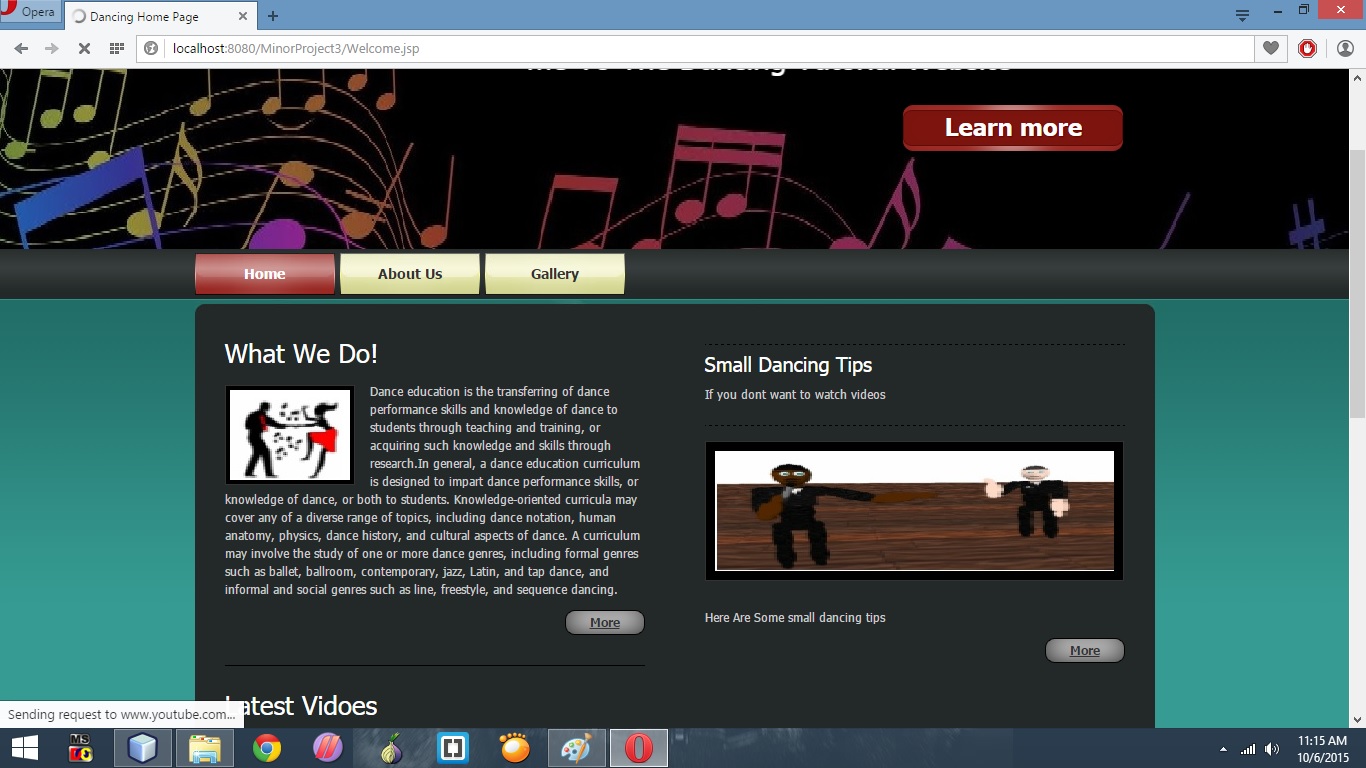 Opera
Dancing Home Page
localhost:8080/MinorProject3/Welcome.jsp
Learn more
Home
About Us
Gallery
What We Do!
Dance education is the transferring of dance
performance skills and knowledge of dance to
students through teaching and training, or
acquiring such knowledge and skills through
research.In general, a dance education curriculum
is designed to impart dance performance skills, or
knowledge of dance, or both to students. Knowledge-oriented curricula may
cover any of a diverse range of topics, including dance notation, human
anatomy, physics, dance history, and cultural aspects of dance. A curriculum
may involve the study of one or more dance genres, including formal genres
such as ballet, ballroom, contemporary, jazz, Latin, and tap dance, and
informal and social genres such as line, freestyle, and sequence dancing.
More
Small Dancing Tips
If you dont want to watch videos
Here Are Some small dancing tips
More
Latest Vidoes
Sending request to www.youtube.com...
MS
11:15 AM
10/6/2015